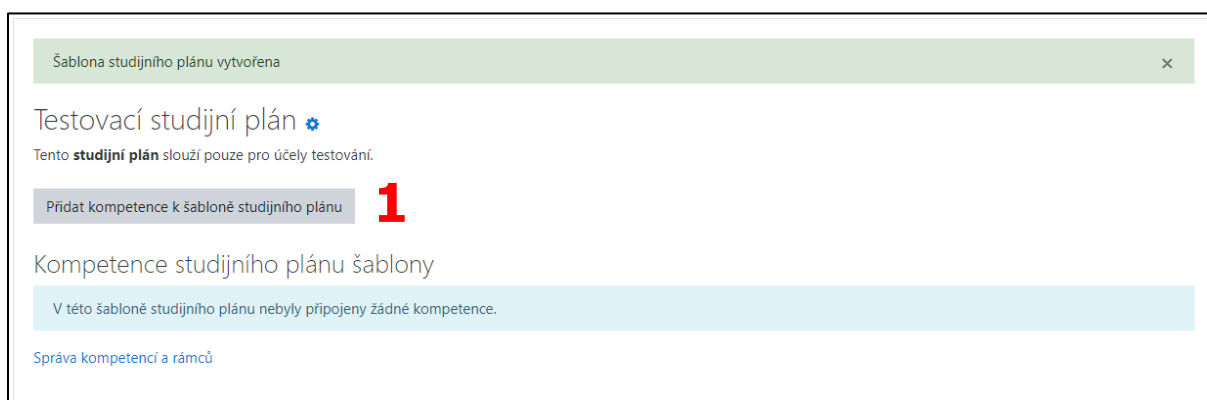 Šablona studijního plánu vytvořena ×
Testovací studijní plán
Tento studijní plán slouží pouze pro účely testování.
Přidat kompetence k šabloně studijního plánu 1
Kompetence studijního plánu šablony
V této šabloně studijního plánu nebyly připojeny žádné kompetence.
Správa kompetencí a rámců